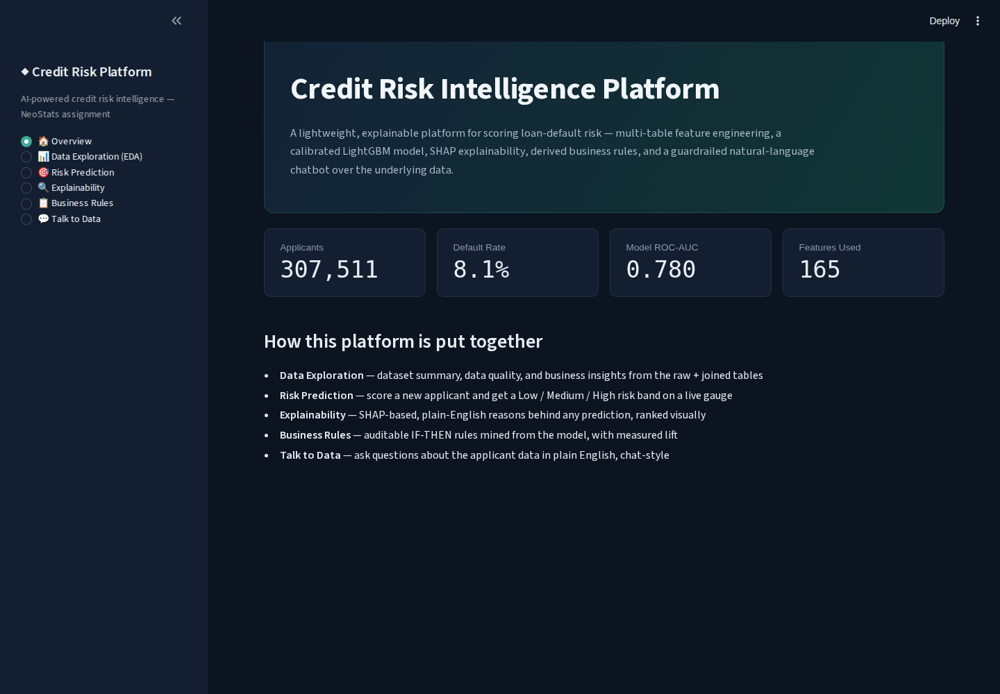 Deploy
Credit Risk Platform
AI-powered credit risk intelligence —
NeoStats assignment
Overview
Data Exploration (EDA)
Risk Prediction
Explainability
Business Rules
Talk to Data
Credit Risk Intelligence Platform
A lightweight, explainable platform for scoring loan-default risk — multi-table feature engineering, a
calibrated LightGBM model, SHAP explainability, derived business rules, and a guardrailed natural-language
chatbot over the underlying data.
Applicants
307,511
Default Rate
8.1%
Model ROC-AUC
0.780
Features Used
165
How this platform is put together
• Data Exploration — dataset summary, data quality, and business insights from the raw + joined tables
• Risk Prediction — score a new applicant and get a Low / Medium / High risk band on a live gauge
• Explainability — SHAP-based, plain-English reasons behind any prediction, ranked visually
• Business Rules — auditable IF-THEN rules mined from the model, with measured lift
• Talk to Data — ask questions about the applicant data in plain English, chat-style